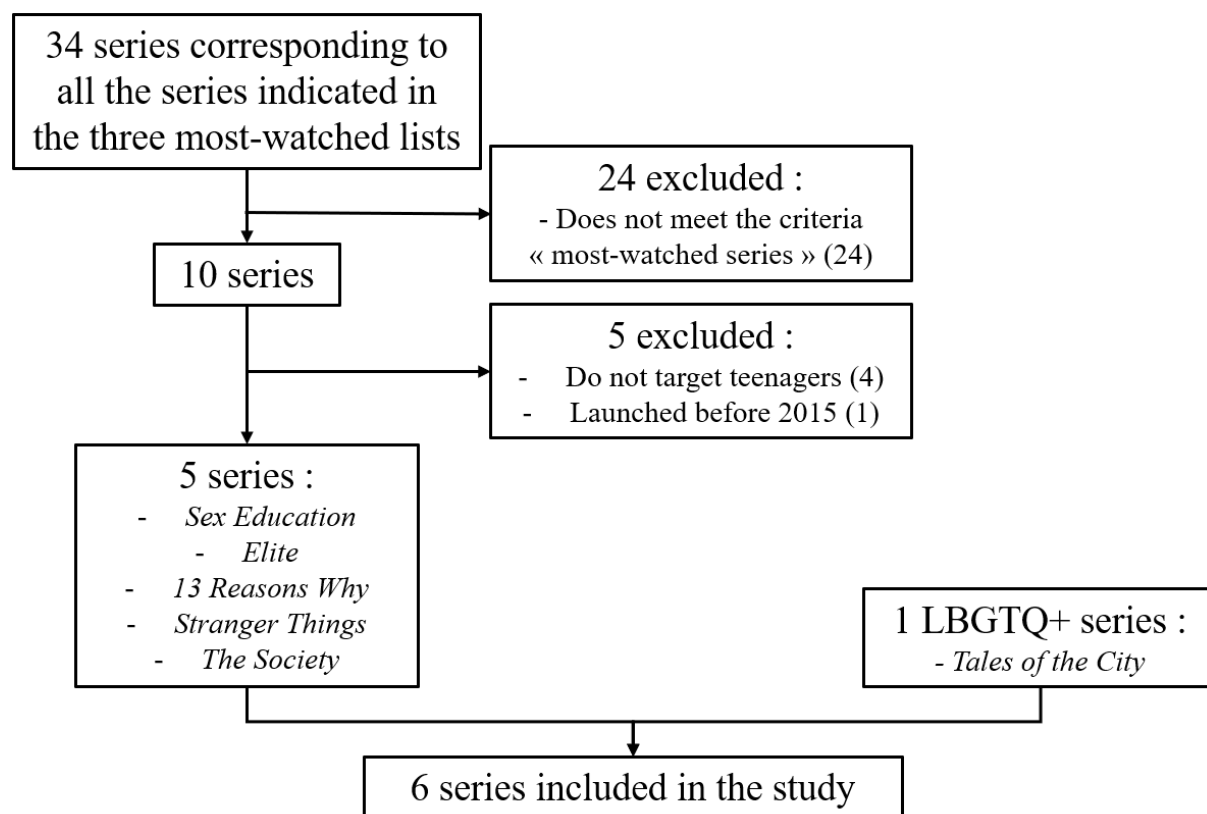 34 series corresponding to
all the series indicated in
the three most-watched lists
24 excluded :
- Does not meet the criteria
« most-watched series » (24)
10 series
5 excluded :
- Do not target teenagers (4)
- Launched before 2015 (1)
5 series :
- Sex Education
- Elite
- 13 Reasons Why
- Stranger Things
- The Society
1 LBGTQ+ series :
- Tales of the City
6 series included in the study